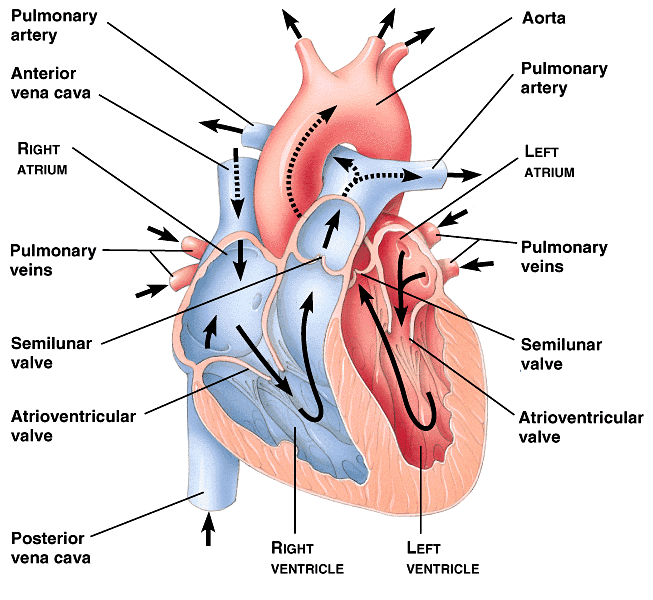 Pulmonary
artery
Anterior
vena cava
RIGHT
ATRIUM
Pulmonary
veins
Semilunar
valve
Atrioventricular
valve
Posterior
vena cava
Aorta
Pulmonary
artery
LEFT
ATRIUM
Pulmonary
veins
Semilunar
valve
Atrioventricular
valve
RIGHT
VENTRICLE
LEFT
VENTRICLE